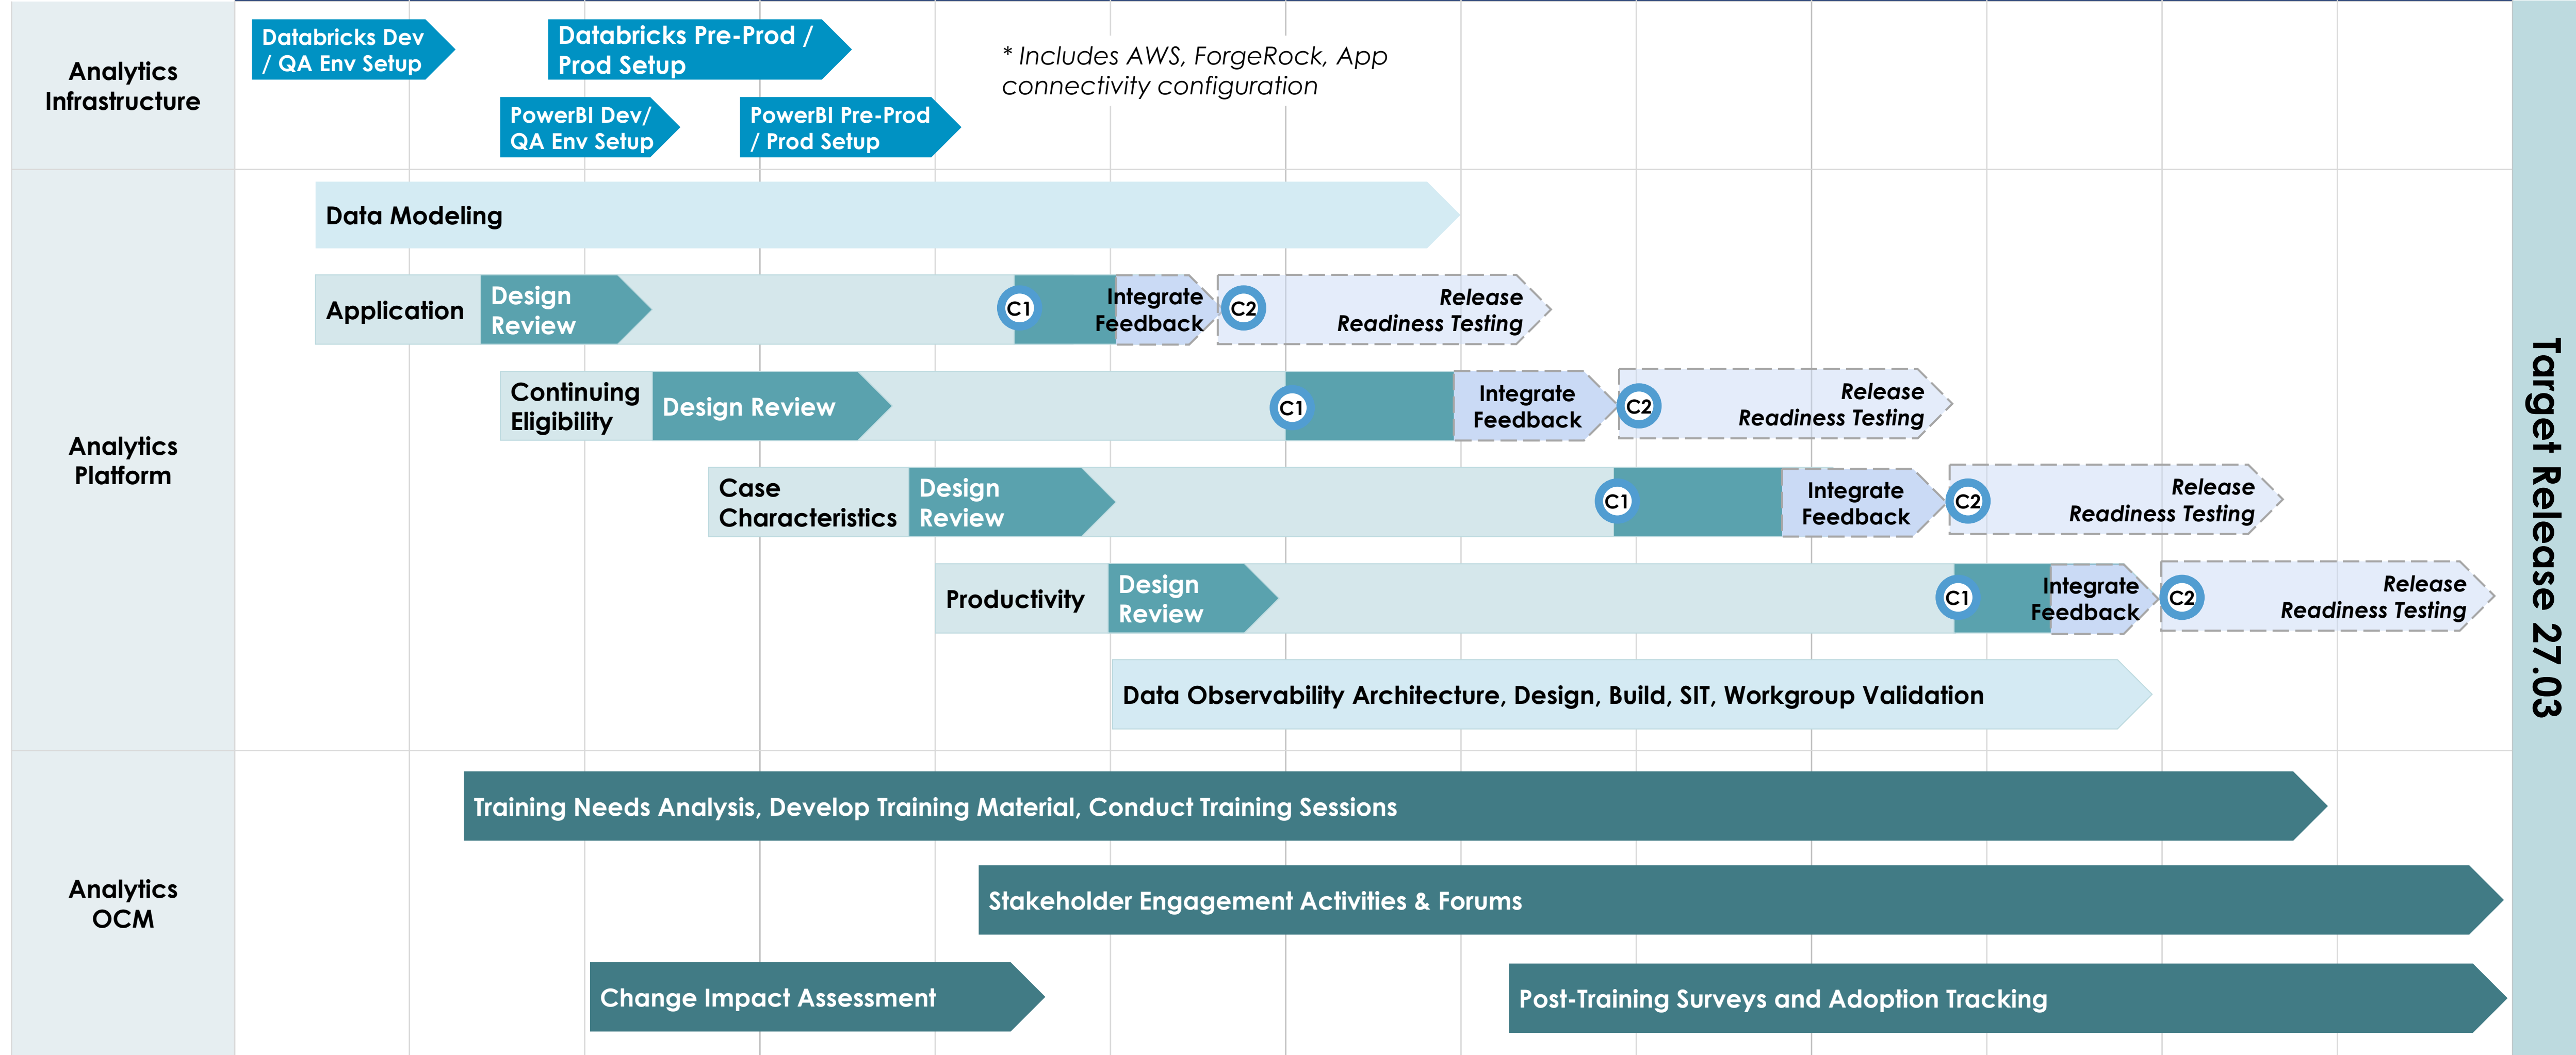 Analytics
Infrastructure
Databricks Dev
/ QA Env Setup
Databricks Pre-Prod /
Prod Setup
* Includes AWS, ForgeRock, App
connectivity configuration
PowerBI Dev/
QA Env Setup
PowerBI Pre-Prod
/ Prod Setup
Analytics
Platform
Data Modeling
Application
Design
Review
C1
Integrate
Feedback
C2
Release
Readiness Testing
Continuing
Eligibility
Design Review
C1
Integrate
Feedback
C2
Release
Readiness Testing
Case
Characteristics
Design
Review
C1
Integrate
Feedback
C2
Release
Readiness Testing
Productivity
Design
Review
C1
Integrate
Feedback
C2
Release
Readiness Testing
Data Observability Architecture, Design, Build, SIT, Workgroup Validation
Analytics
OCM
Training Needs Analysis, Develop Training Material, Conduct Training Sessions
Stakeholder Engagement Activities & Forums
Change Impact Assessment
Post-Training Surveys and Adoption Tracking
Target Release 27.03